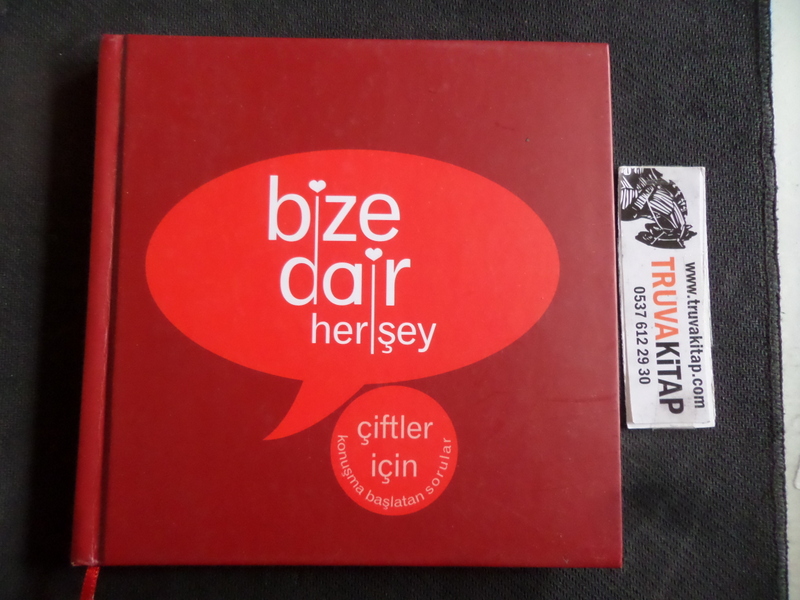 bize
dair
herşey
çiftler
için
konuşma başlatan sorular
www.truvakitap.com
TRUVAKiTAP
0537 612 29 30